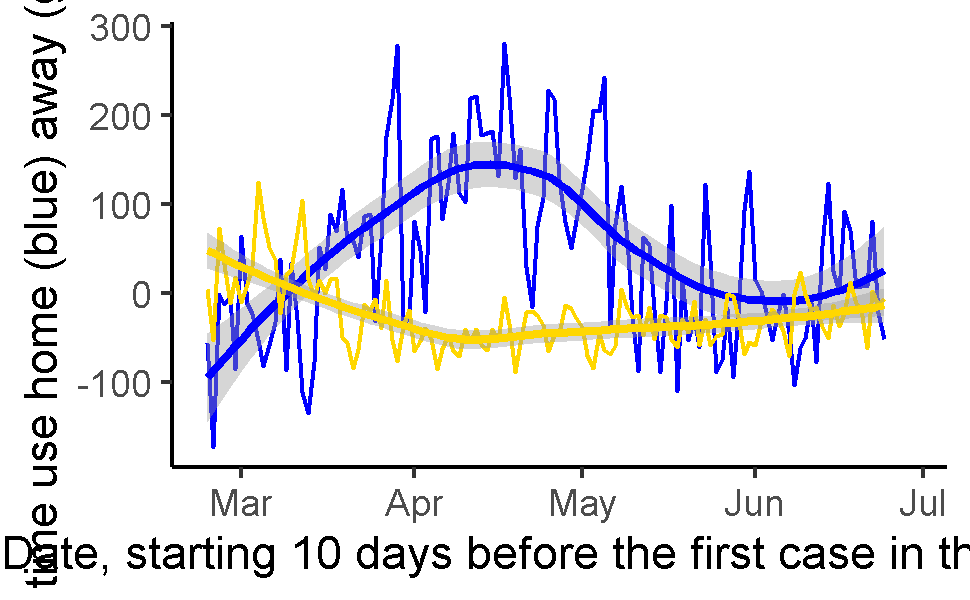 time use home (blue) away (
300
200
100
0
-100
Mar Apr May Jun Jul
Date, starting 10 days before the first case in th